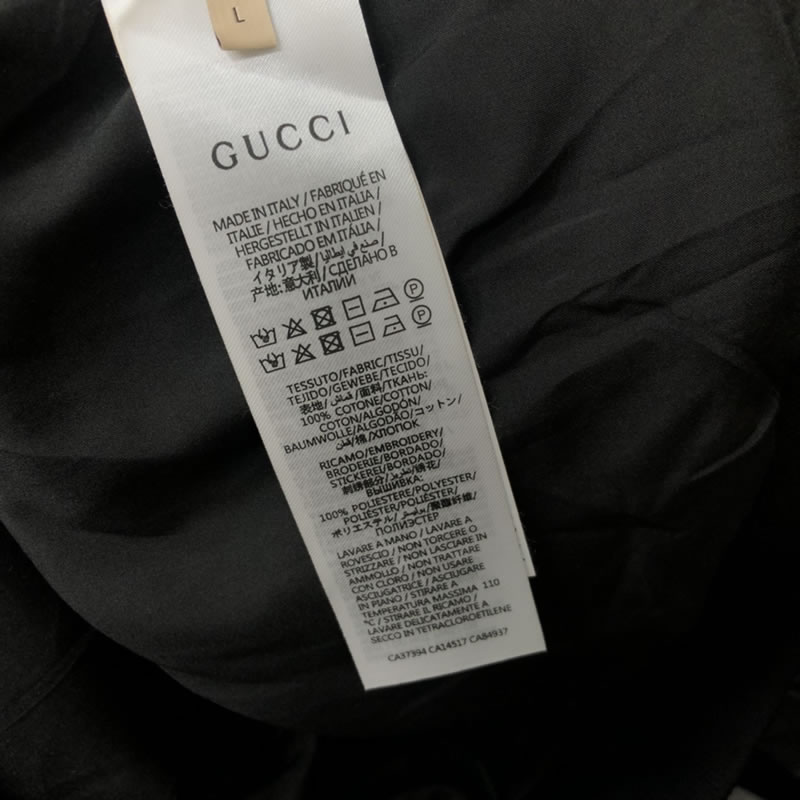 L
GUCCI
MADE IN ITALY / FABRIQUÉ EN
ITALIE / HECHO EN ITALIA /
HERGESTELLT IN ITALIEN /
FABRICADO EM ITÁLIA /
イタリア製 / صنع في إيطاليا /
产地: 意大利 / СДЕЛАНО В
ИТАЛИИ
P
P
TESSUTO/FABRIC/TISSU/
TEJIDO/GEWEBE/TECIDO/
表地/قماش/面料/ТКАНЬ:
100% COTONE/COTTON/
COTON/ALGODÓN/
BAUMWOLLE/ALGODÃO/コットン/
قطن/棉/ХЛОПОК
RICAMO/EMBROIDERY/
BRODERIE/BORDADO/
STICKEREI/BORDADO/
刺繍部分/تطريز/绣花/
ВЫШИВКА:
100% POLIESTERE/POLYESTER/
POLYESTER/POLIÉSTER/
ポリエステル/بوليستر/聚酯纤维/
ПОЛИЭСТЕР
LAVARE A MANO / LAVARE A
ROVESCIO / NON TORCERE O
STRIZZARE / NON LASCIARE IN
AMMOLLO / NON TRATTARE
CON CLORO / NON USARE
ASCIUGATRICE / ASCIUGARE
IN PIANO / STIRARE A
TEMPERATURA MASSIMA 110
°C / STIRARE IL RICAMO /
LAVARE DELICATAMENTE A
SECCO IN TETRACLOROETILENE
CA37394 CA14517 CA84937